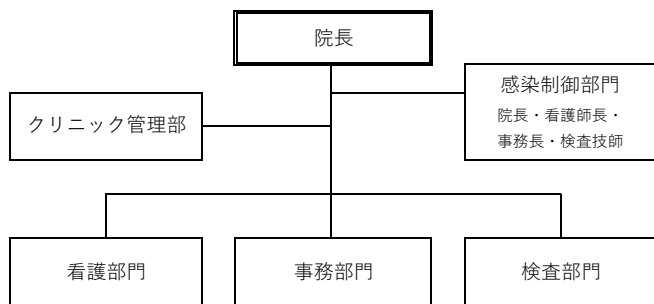 院長
感染制御部門
院長・看護師長・
事務長・検査技師
クリニック管理部
看護部門
事務部門
検査部門